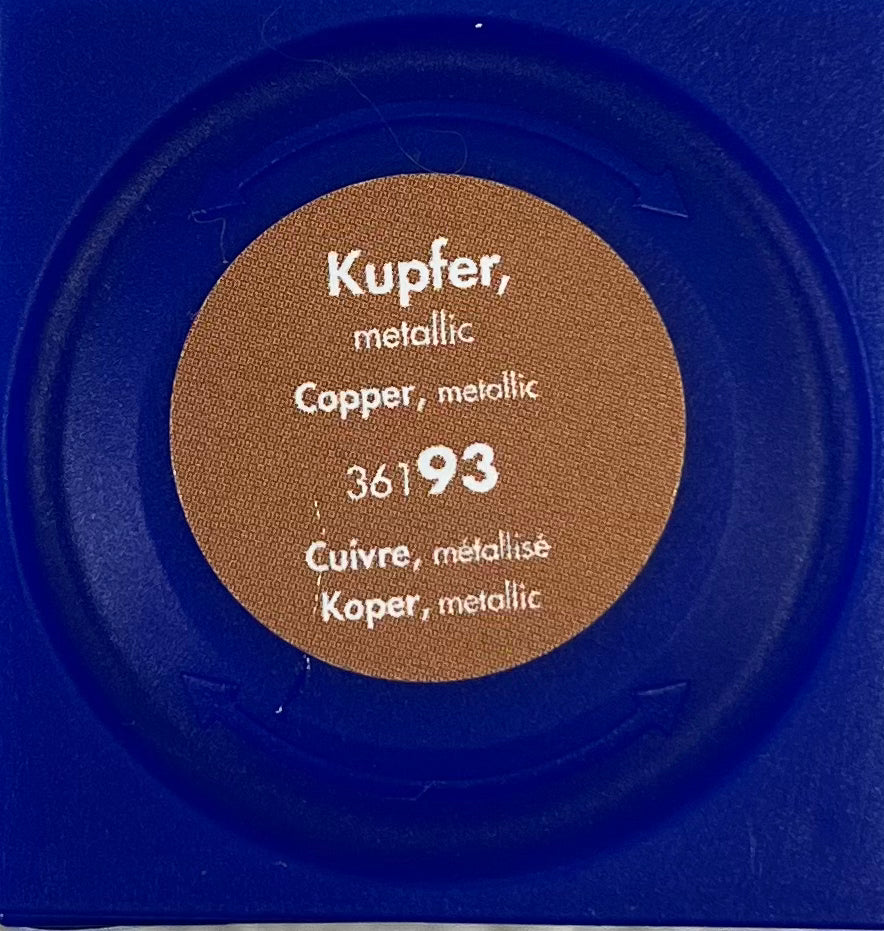 Kupfer,
metallic
Copper, metallic
36193
Cuivre, métallisé
Koper, metallic